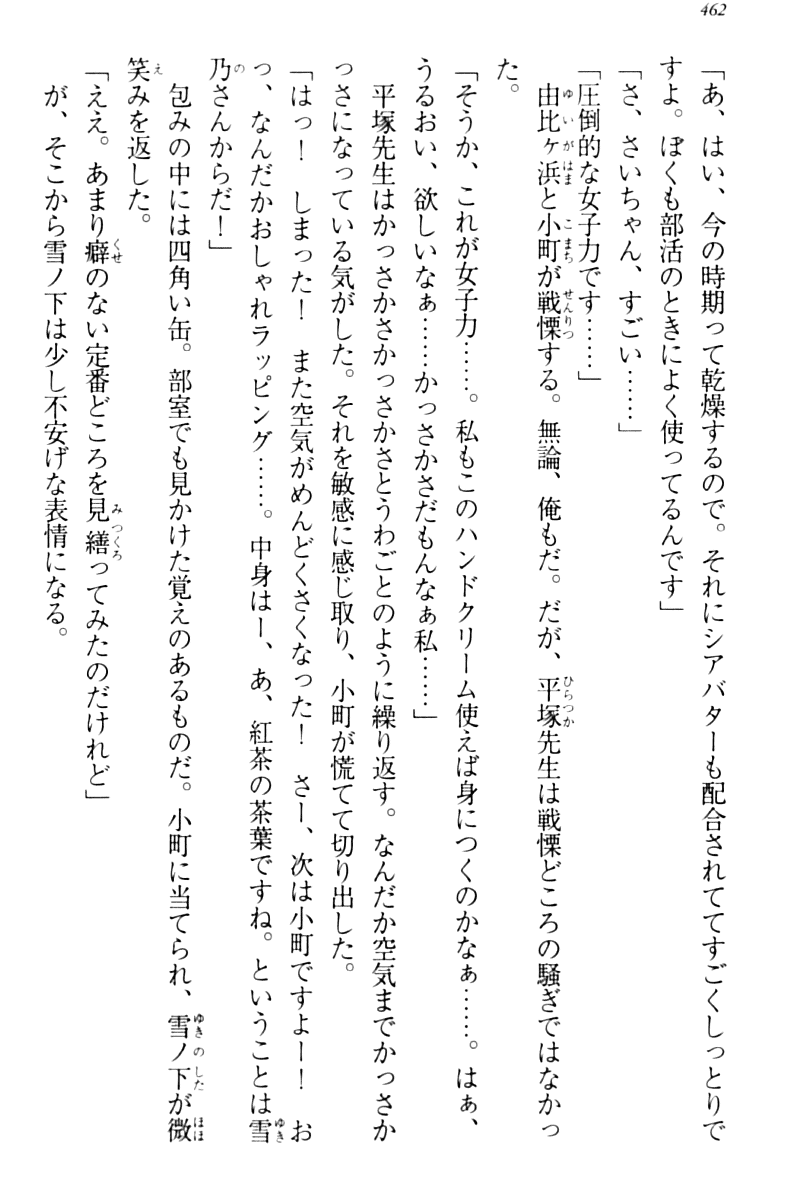 462
「あ、はい、今の時期って乾燥するので。それにシアバターも配合されててすごくしっとりで
すよ。ぼくも部活のときによく使ってるんです」
「さ、さいちゃん、すごい……」
「圧倒的な女子力です……」
由比ヶ浜と小町が戦慄する。無論、俺もだ。だが、平塚先生は戦慄どころの騒ぎではなかっ
た。
「そうか、これが女子力……。私もこのハンドクリーム使えば身につくのかなぁ……。はぁ、
うるおい、欲しいなぁ……かっさかさだもんなぁ私……」
平塚先生はかっさかさかっさかさとうわごとのように繰り返す。なんだか空気までかっさか
っさになっている気がした。それを敏感に感じ取り、小町が慌てて切り出した。
「はっ！　しまった！　また空気がめんどくさくなった！　さー、次は小町ですよー！　お
っ、なんだかおしゃれラッピング……。中身はー、あ、紅茶の茶葉ですね。ということは雪
乃さんからだ！」
包みの中には四角い缶。部室でも見かけた覚えのあるものだ。小町に当てられ、雪ノ下が微
笑みを返した。
「ええ。あまり癖のない定番どころを見繕ってみたのだけれど」
が、そこから雪ノ下は少し不安げな表情になる。